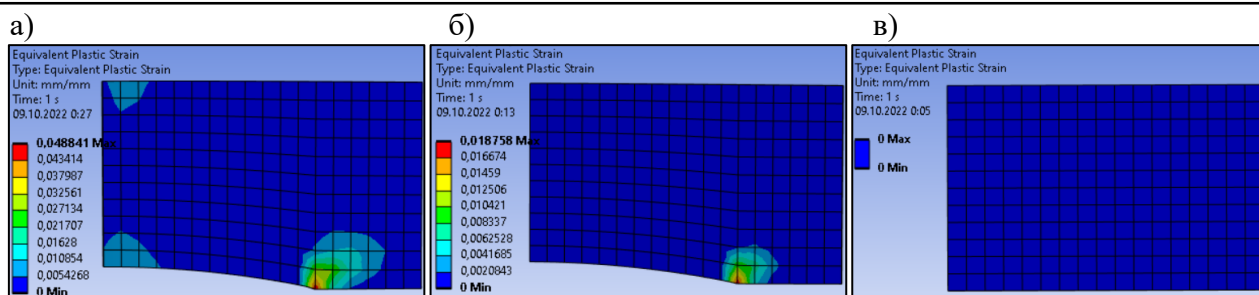 а)
Equivalent Plastic Strain
Type: Equivalent Plastic Strain
Unit: mm/mm
Time: 1 s
09.10.2022 0:27
0,048841 Max
0,043414
0,037987
0,032561
0,027134
0,021707
0,01628
0,010854
0,0054268
0 Min
б)
Equivalent Plastic Strain
Type: Equivalent Plastic Strain
Unit: mm/mm
Time: 1 s
09.10.2022 0:13
0,018758 Max
0,016674
0,01459
0,012506
0,010421
0,008337
0,0062528
0,0041685
0,0020843
0 Min
в)
Equivalent Plastic Strain
Type: Equivalent Plastic Strain
Unit: mm/mm
Time: 1 s
09.10.2022 0:05
0 Max
0 Min